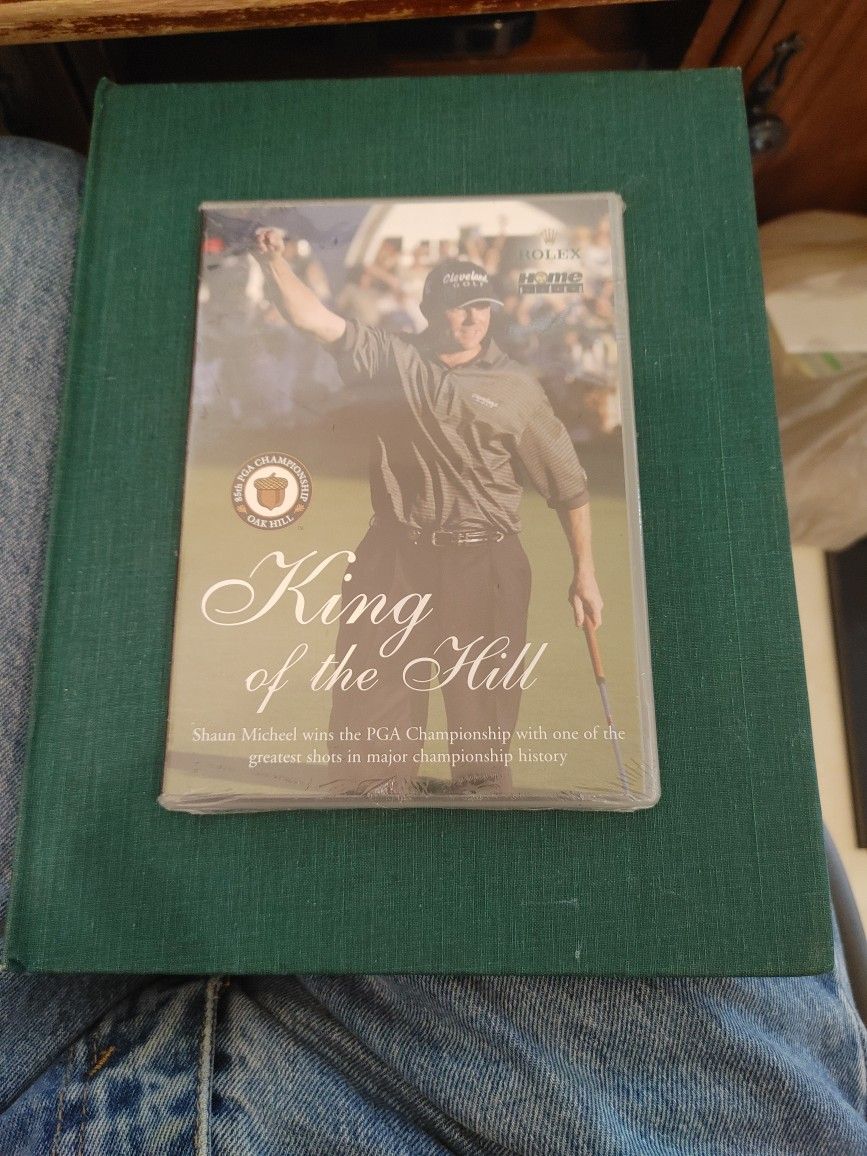 ROLEX
HOme
Cleveland
GOLF
85th PGA CHAMPIONSHIP
OAK HILL
King
of the Hill
Shaun Micheel wins the PGA Championship with one of the
greatest shots in major championship history